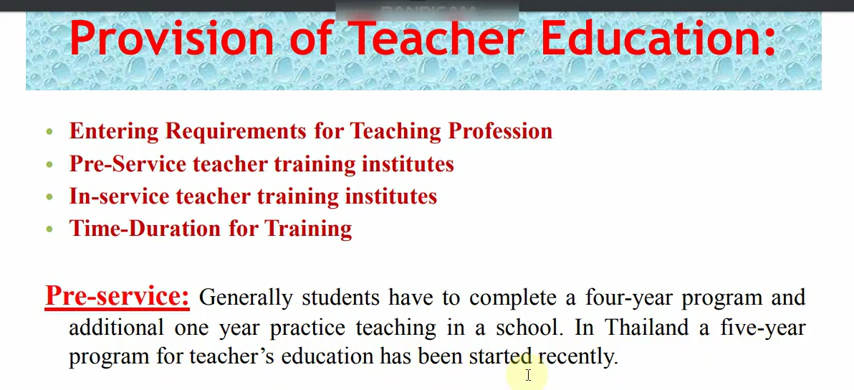 Provision of Teacher Education:
• Entering Requirements for Teaching Profession
• Pre-Service teacher training institutes
• In-service teacher training institutes
• Time-Duration for Training
Pre-service: Generally students have to complete a four-year program and
additional one year practice teaching in a school. In Thailand a five-year
program for teacher's education has been started recently.